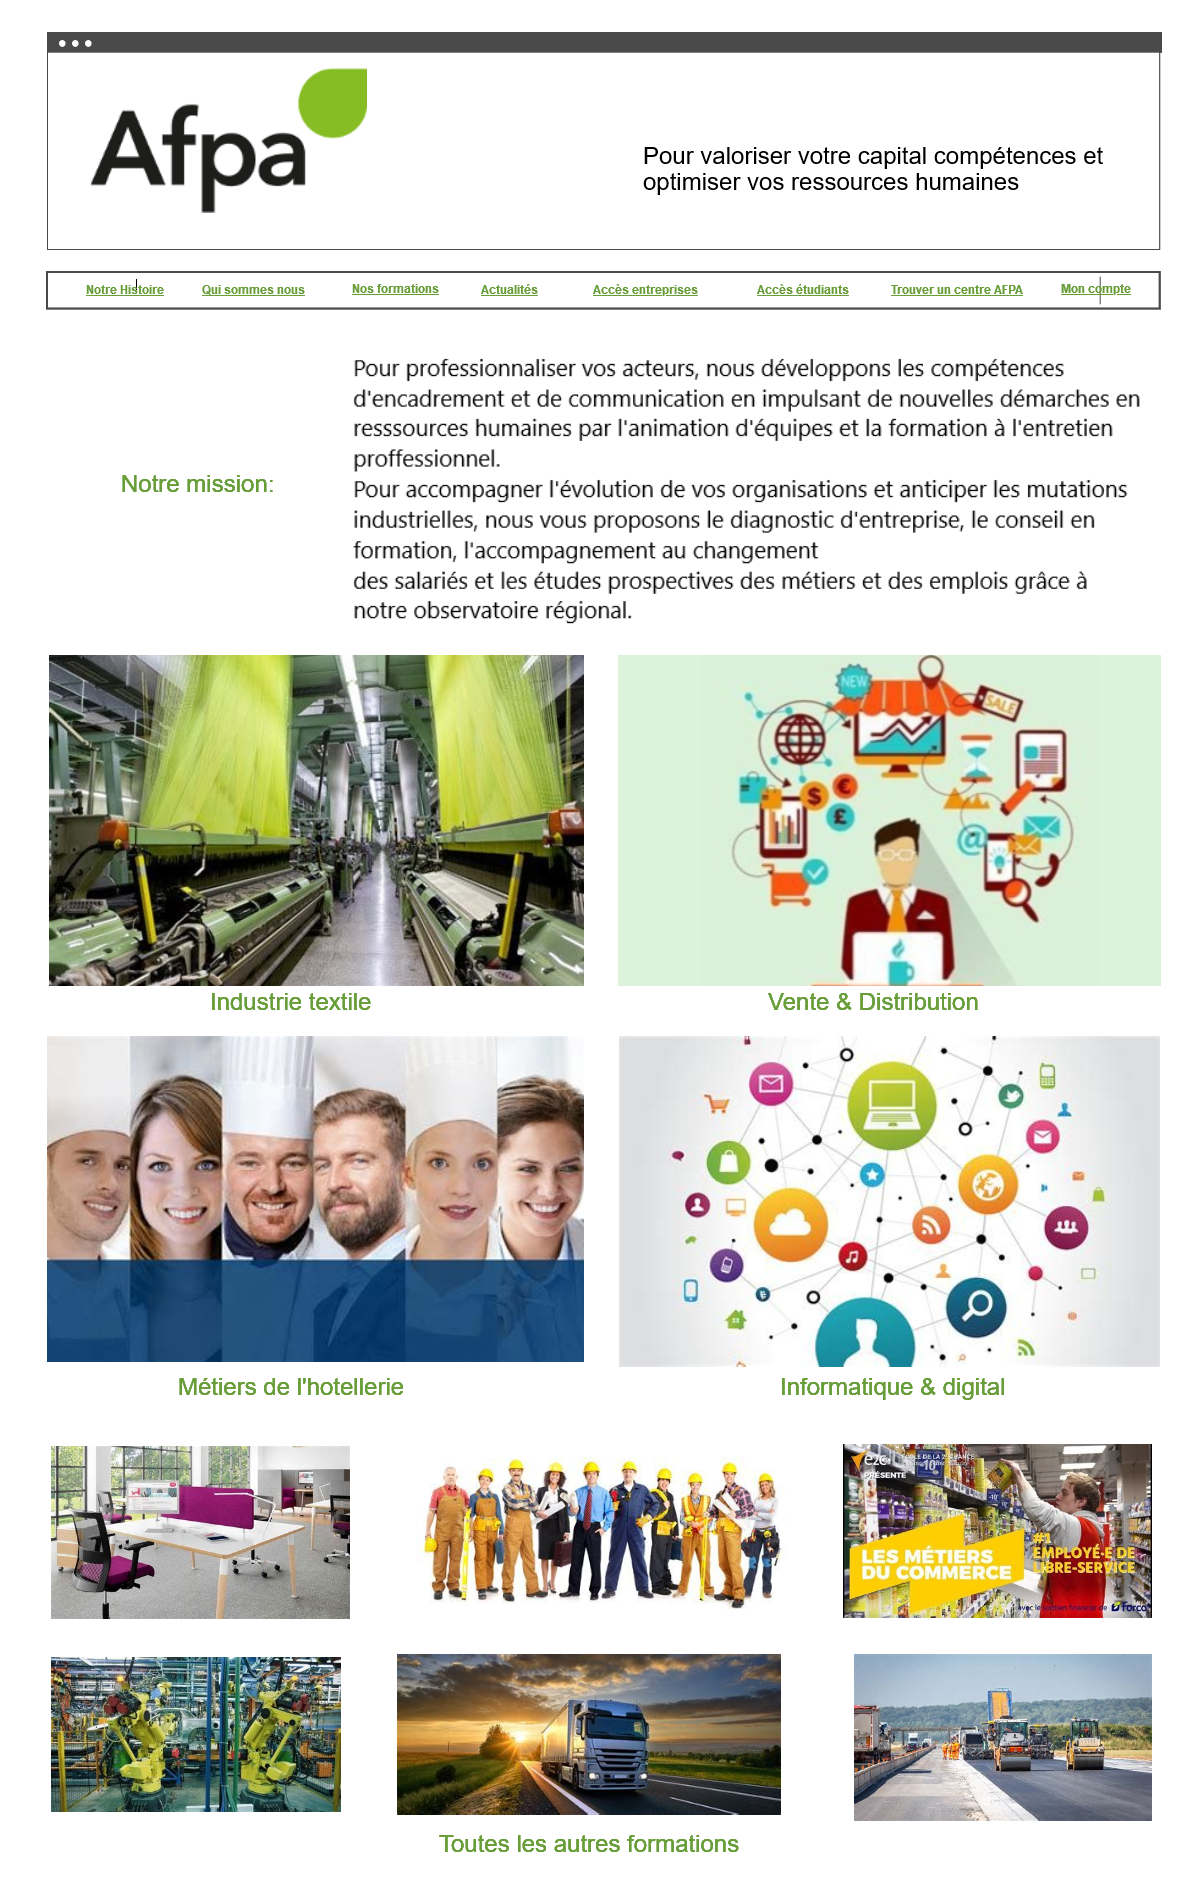 Afpa
Pour valoriser votre capital compétences et
optimiser vos ressources humaines
Notre Histoire Qui sommes nous Nos formations Actualités Accès entreprises Accès étudiants Trouver un centre AFPA Mon compte
Notre mission:
Pour professionnaliser vos acteurs, nous développons les compétences
d'encadrement et de communication en impulsant de nouvelles démarches en
resssources humaines par l'animation d'équipes et la formation à l'entretien
proffessionnel.
Pour accompagner l'évolution de vos organisations et anticiper les mutations
industrielles, nous vous proposons le diagnostic d'entreprise, le conseil en
formation, l'accompagnement au changement
des salariés et les études prospectives des métiers et des emplois grâce à
notre observatoire régional.
NEW
SALE
Industrie textile
Vente & Distribution
Métiers de l'hotellerie
Informatique & digital
e2c
PRÉSENTE
LES MÉTIERS
DU COMMERCE
#1
EMPLOYÉ·E DE
LIBRE-SERVICE
avec le soutien financier de forco
Toutes les autres formations